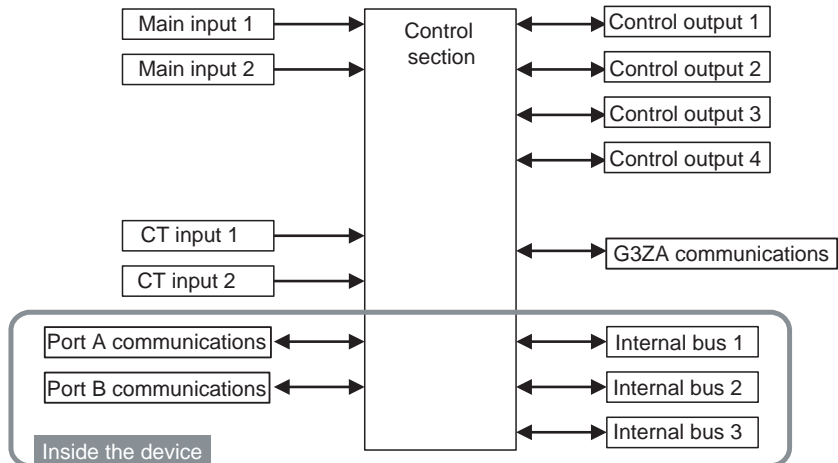 Main input 1
Main input 2
CT input 1
CT input 2
Port A communications
Port B communications
Inside the device
Control
section
Control output 1
Control output 2
Control output 3
Control output 4
G3ZA communications
Internal bus 1
Internal bus 2
Internal bus 3